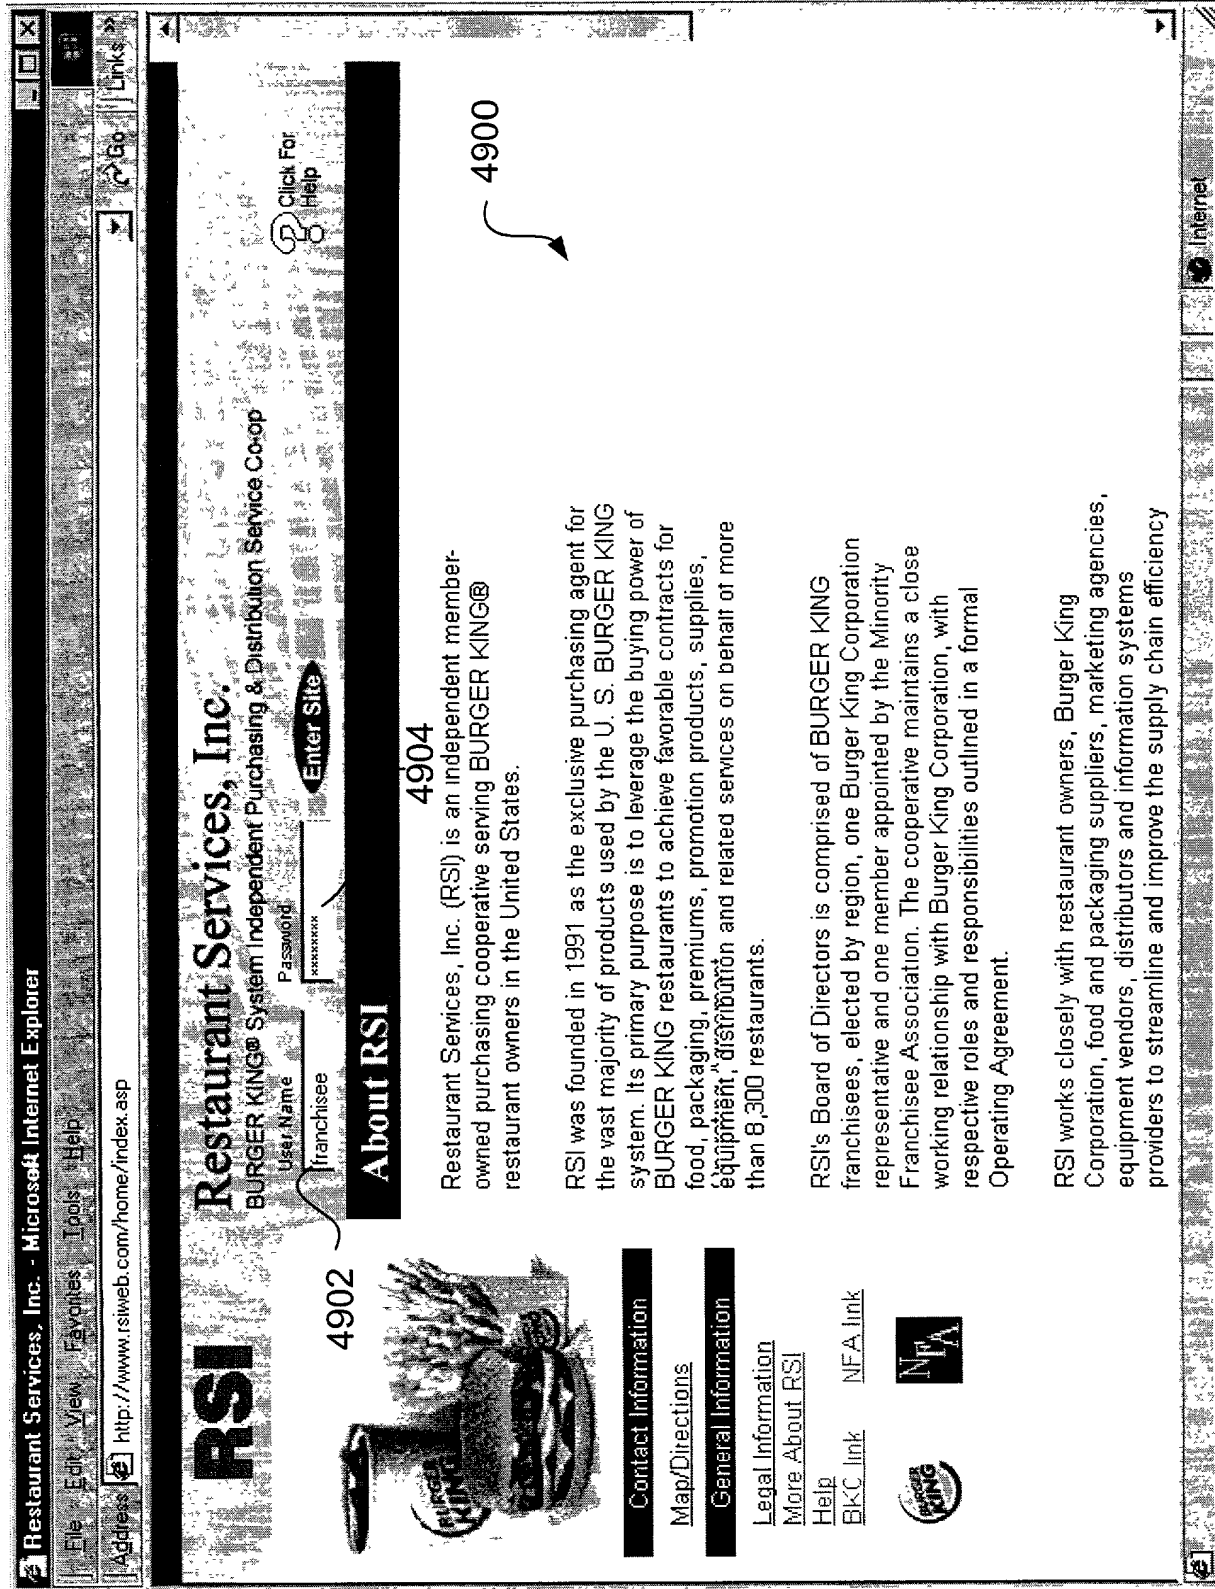 Restaurant Services, Inc. - Microsoft Internet Explorer
File Edit View Favorites Tools Help
Address http://www.rsiweb.com/home/index.asp Go Links »
RSI
Restaurant Services, Inc.
BURGER KING® System Independent Purchasing & Distribution Service Co-op
User Name Password
franchisee ********* Enter Site
Click For
Help
4902
4904
4900
About RSI
BURGER
KING
Contact Information
Map/Directions
General Information
Legal Information
More About RSI
Help
BKC link NFA link
BURGER
KING
NFA
Restaurant Services, Inc. (RSI) is an independent member-
owned purchasing cooperative serving BURGER KING®
restaurant owners in the United States.
RSI was founded in 1991 as the exclusive purchasing agent for
the vast majority of products used by the U. S. BURGER KING
system. Its primary purpose is to leverage the buying power of
BURGER KING restaurants to achieve favorable contracts for
food, packaging, premiums, promotion products, supplies,
equipment, distribution and related services on behalf of more
than 8,300 restaurants.
RSI's Board of Directors is comprised of BURGER KING
franchisees, elected by region, one Burger King Corporation
representative and one member appointed by the Minority
Franchisee Association. The cooperative maintains a close
working relationship with Burger King Corporation, with
respective roles and responsibilities outlined in a formal
Operating Agreement.
RSI works closely with restaurant owners, Burger King
Corporation, food and packaging suppliers, marketing agencies,
equipment vendors, distributors and information systems
providers to streamline and improve the supply chain efficiency
Internet